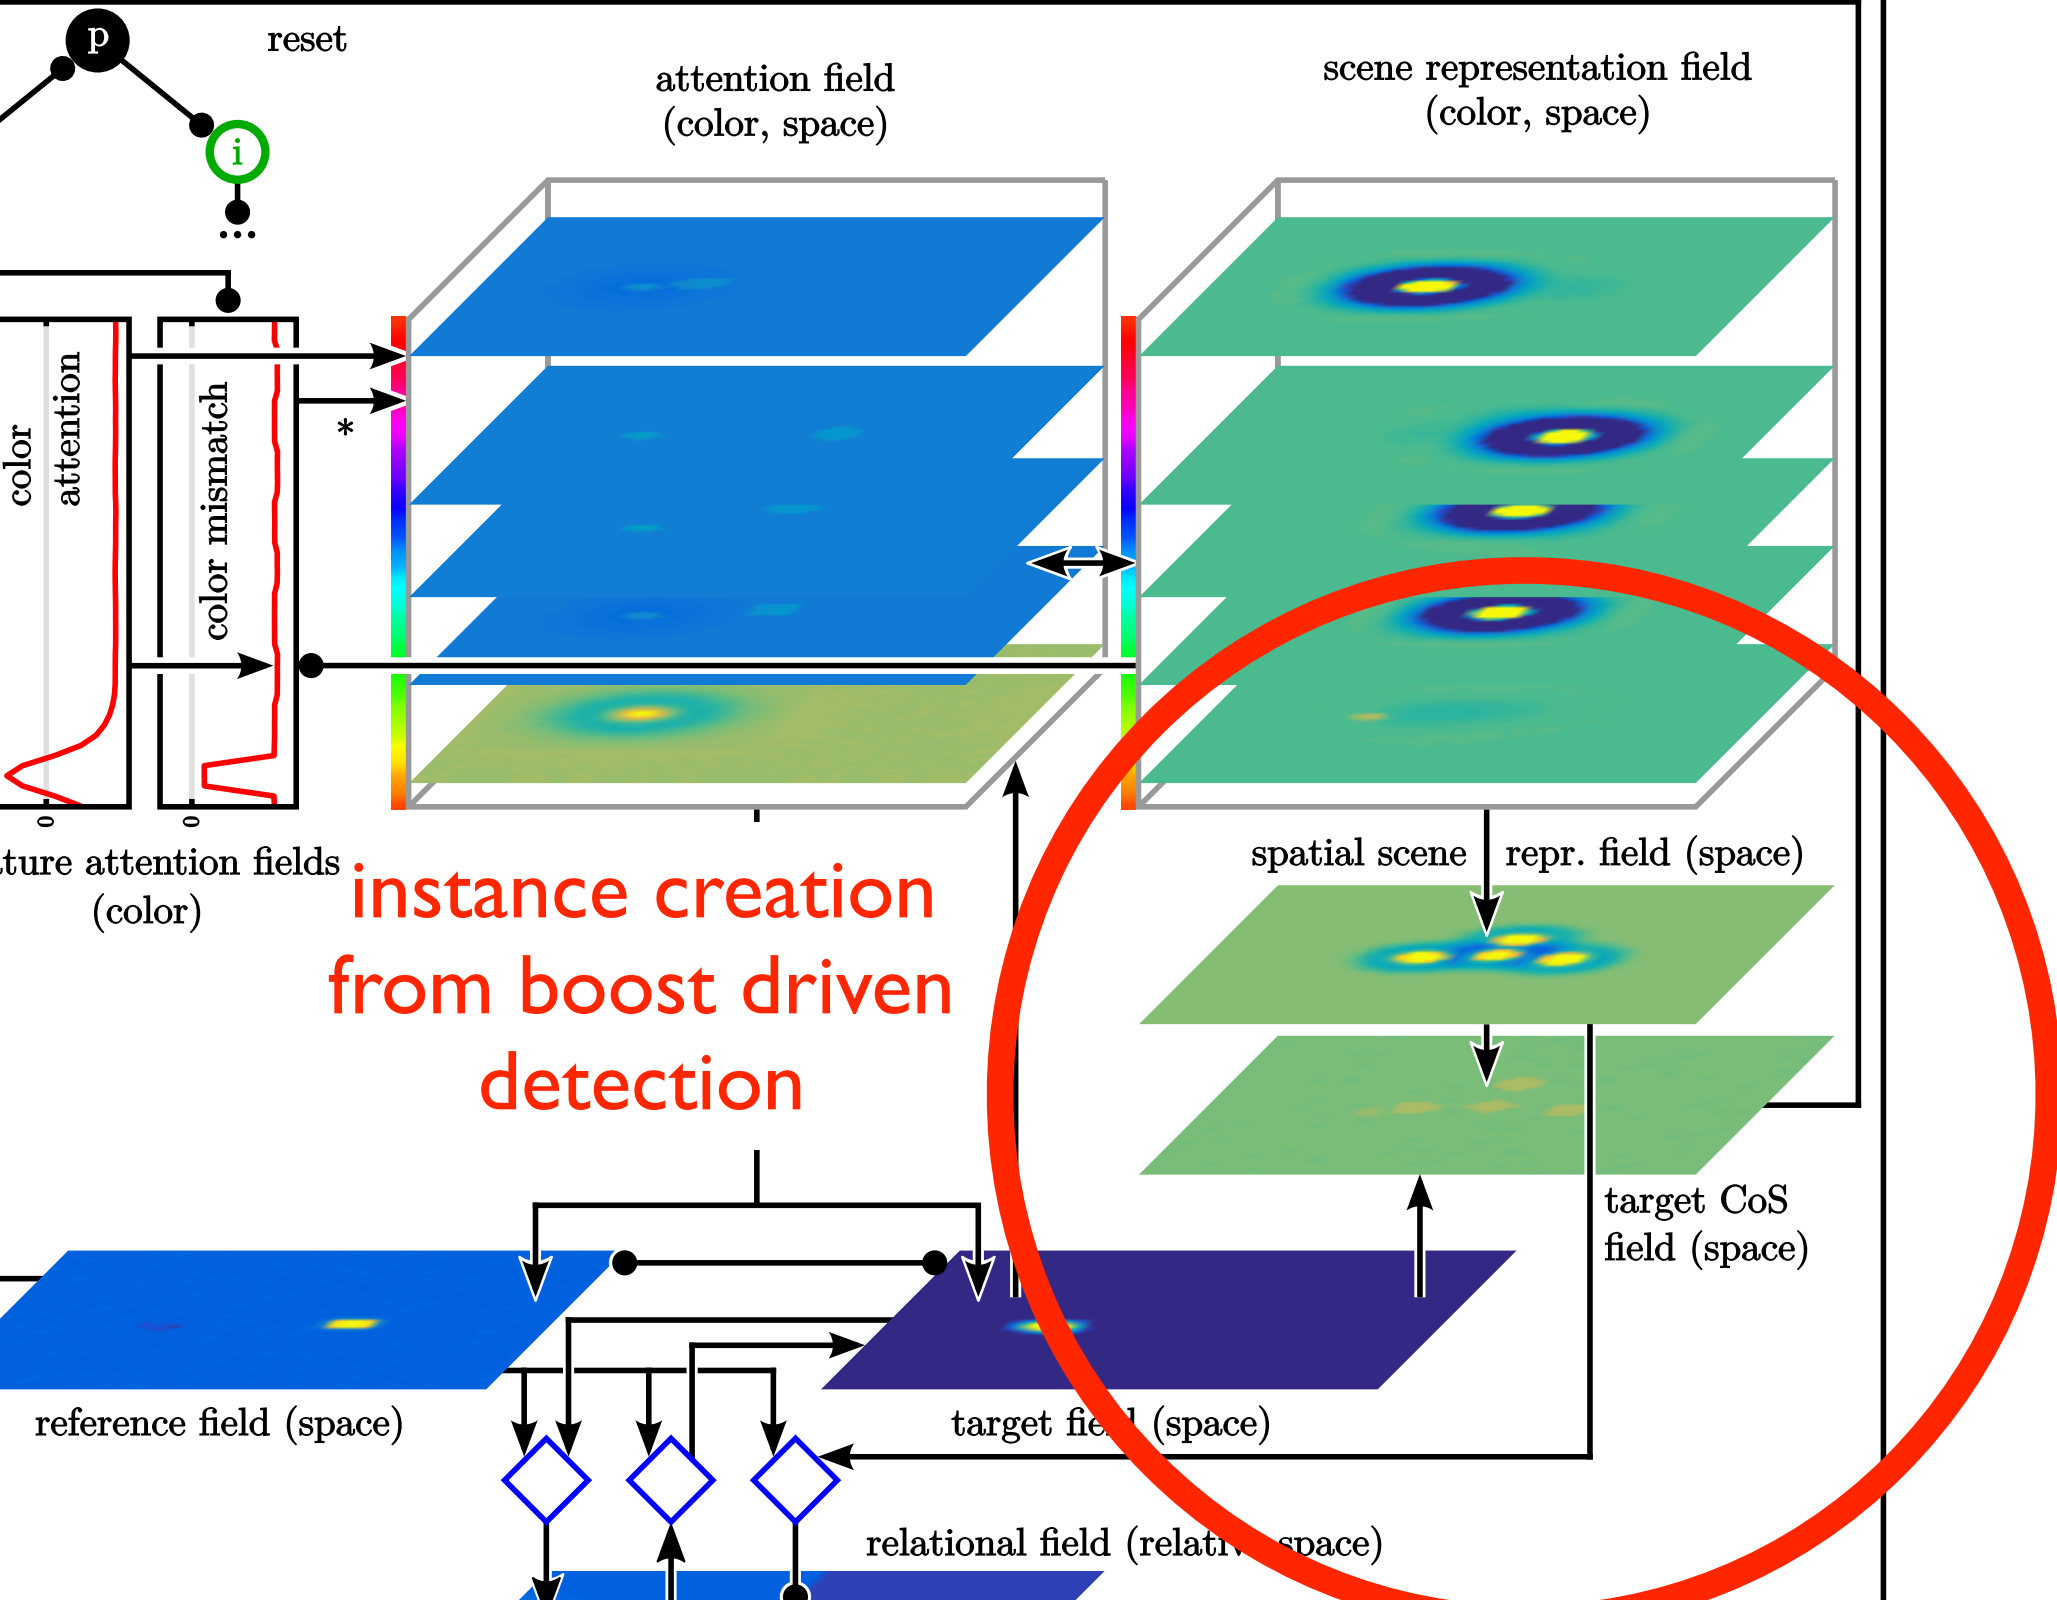 p
reset
i
...
attention field
(color, space)
scene representation field
(color, space)
color
attention
color mismatch
*
0
0
ture attention fields
(color)
instance creation
from boost driven
detection
spatial scene repr. field (space)
target CoS
field (space)
reference field (space)
target field (space)
relational field (relative space)